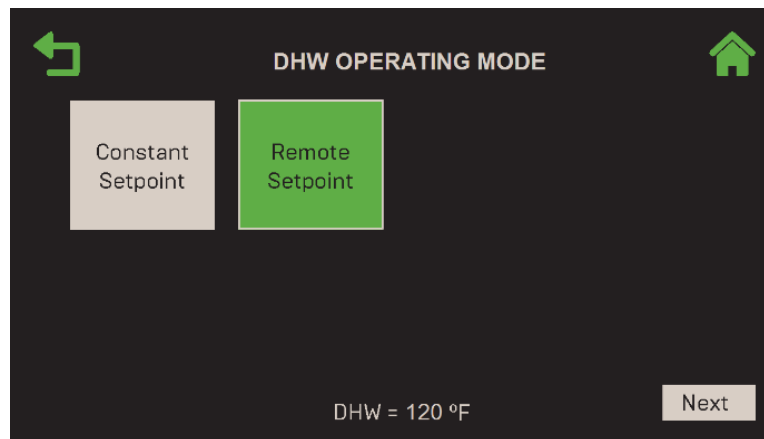 DHW OPERATING MODE
Constant
Setpoint
Remote
Setpoint
DHW = 120 ºF
Next